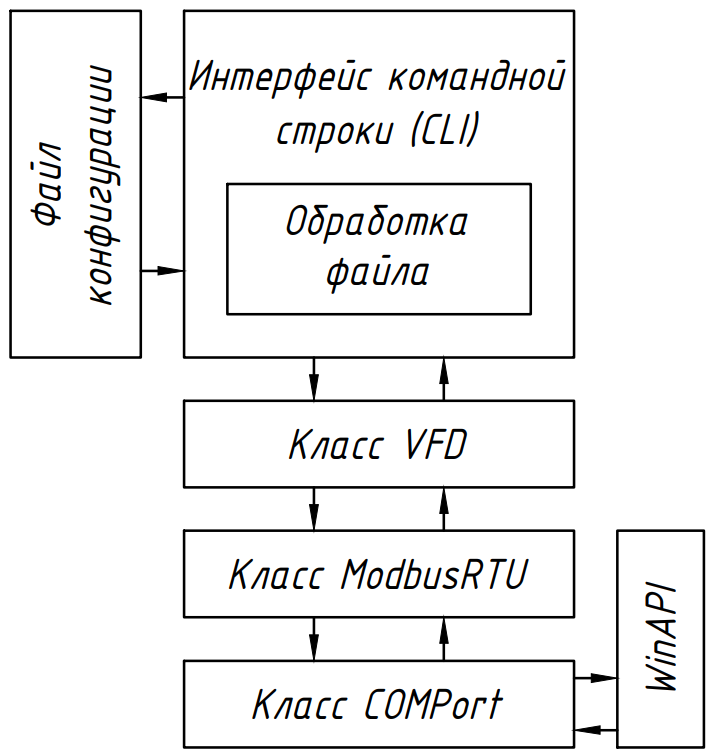 Файл
конфигурации
Интерфейс командной
строки (CLI)
Обработка
файла
Класс VFD
Класс ModbusRTU
Класс COMPort
WinAPI